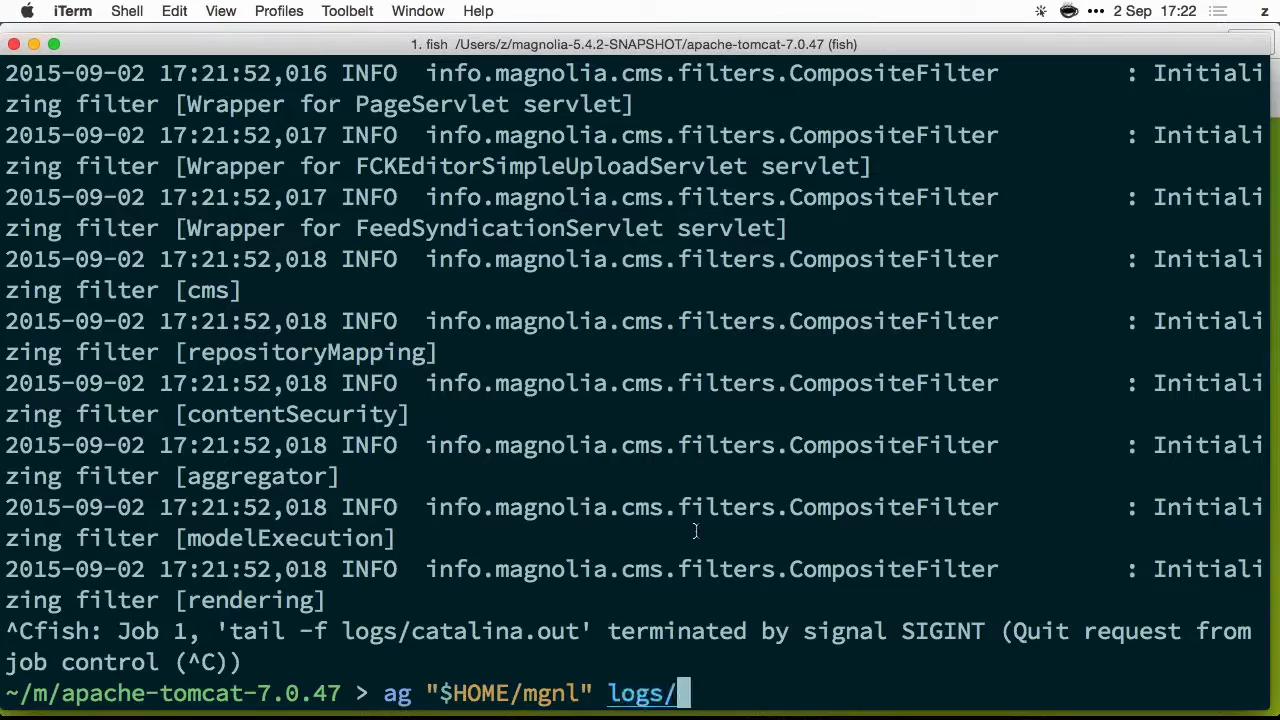 iTerm Shell Edit View Profiles Toolbelt Window Help 2 Sep 17:22 z
1. fish /Users/z/magnolia-5.4.2-SNAPSHOT/apache-tomcat-7.0.47 (fish)
2015-09-02 17:21:52,016 INFO info.magnolia.cms.filters.CompositeFilter : Initiali
zing filter [Wrapper for PageServlet servlet]
2015-09-02 17:21:52,017 INFO info.magnolia.cms.filters.CompositeFilter : Initiali
zing filter [Wrapper for FCKEditorSimpleUploadServlet servlet]
2015-09-02 17:21:52,017 INFO info.magnolia.cms.filters.CompositeFilter : Initiali
zing filter [Wrapper for FeedSyndicationServlet servlet]
2015-09-02 17:21:52,018 INFO info.magnolia.cms.filters.CompositeFilter : Initiali
zing filter [cms]
2015-09-02 17:21:52,018 INFO info.magnolia.cms.filters.CompositeFilter : Initiali
zing filter [repositoryMapping]
2015-09-02 17:21:52,018 INFO info.magnolia.cms.filters.CompositeFilter : Initiali
zing filter [contentSecurity]
2015-09-02 17:21:52,018 INFO info.magnolia.cms.filters.CompositeFilter : Initiali
zing filter [aggregator]
2015-09-02 17:21:52,018 INFO info.magnolia.cms.filters.CompositeFilter : Initiali
zing filter [modelExecution]
2015-09-02 17:21:52,018 INFO info.magnolia.cms.filters.CompositeFilter : Initiali
zing filter [rendering]
^Cfish: Job 1, 'tail -f logs/catalina.out' terminated by signal SIGINT (Quit request from
job control (^C))
~/m/apache-tomcat-7.0.47 > ag "$HOME/mgnl" logs/